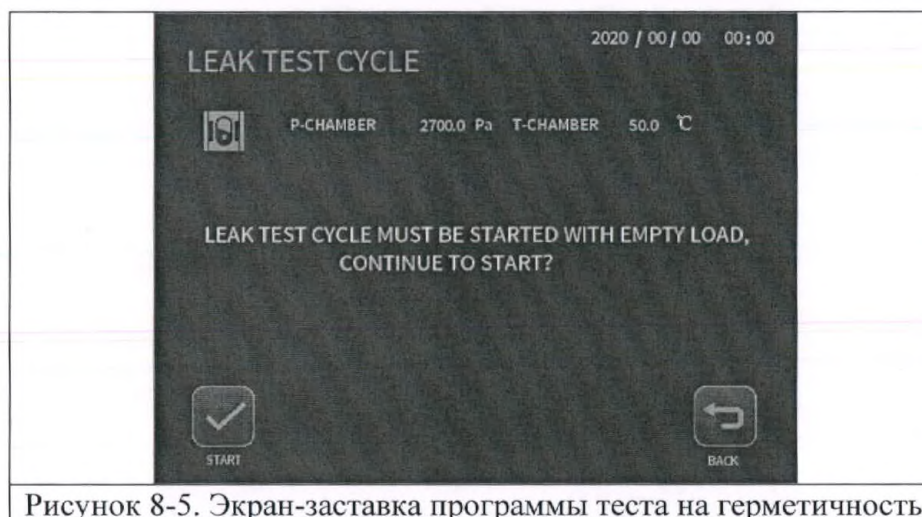 2020 / 00 / 00 00:00
LEAK TEST CYCLE
P-CHAMBER 2700.0 Pa T-CHAMBER 50.0 ℃
LEAK TEST CYCLE MUST BE STARTED WITH EMPTY LOAD,
CONTINUE TO START?
START BACK
Рисунок 8-5. Экран-заставка программы теста на герметичность